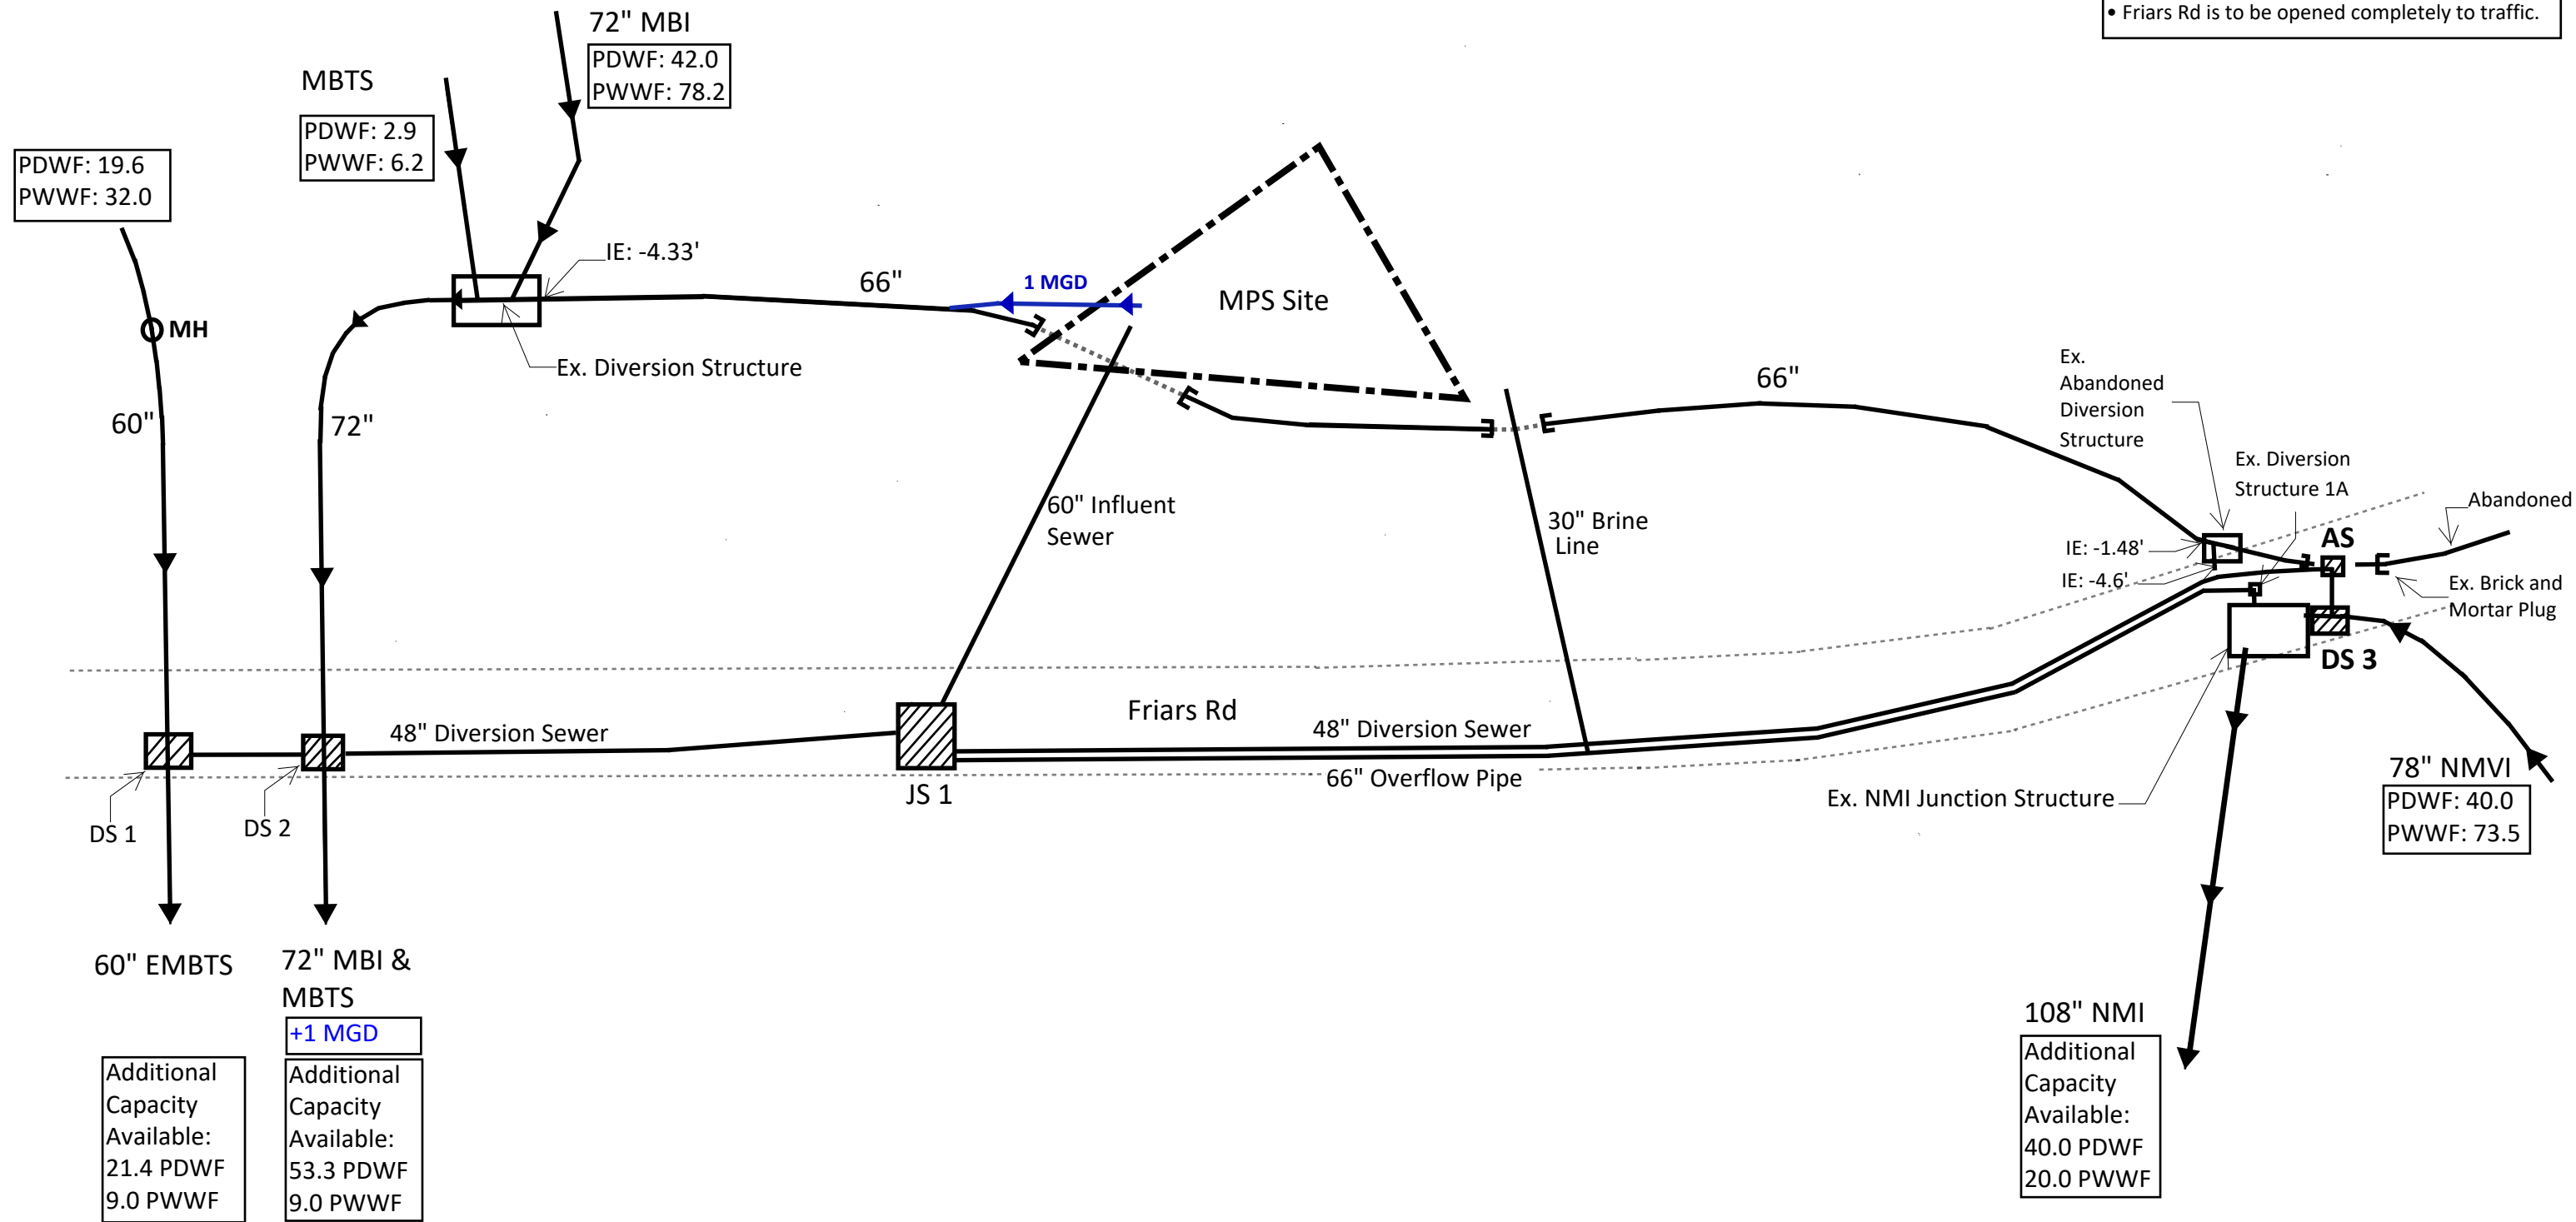 • Friars Rd is to be opened completely to traffic.
72" MBI
PDWF: 42.0
PWWF: 78.2
MBTS
PDWF: 2.9
PWWF: 6.2
PDWF: 19.6
PWWF: 32.0
MH
60"
72"
IE: -4.33'
Ex. Diversion Structure
66"
1 MGD
MPS Site
60" Influent
Sewer
30" Brine
Line
66"
Ex.
Abandoned
Diversion
Structure
Ex. Diversion
Structure 1A
Abandoned
IE: -1.48'
IE: -4.6'
AS
Ex. Brick and
Mortar Plug
DS 3
48" Diversion Sewer
Friars Rd
48" Diversion Sewer
66" Overflow Pipe
JS 1
DS 1
DS 2
Ex. NMI Junction Structure
78" NMVI
PDWF: 40.0
PWWF: 73.5
60" EMBTS
Additional
Capacity
Available:
21.4 PDWF
9.0 PWWF
72" MBI &
MBTS
+1 MGD
Additional
Capacity
Available:
53.3 PDWF
9.0 PWWF
108" NMI
Additional
Capacity
Available:
40.0 PDWF
20.0 PWWF